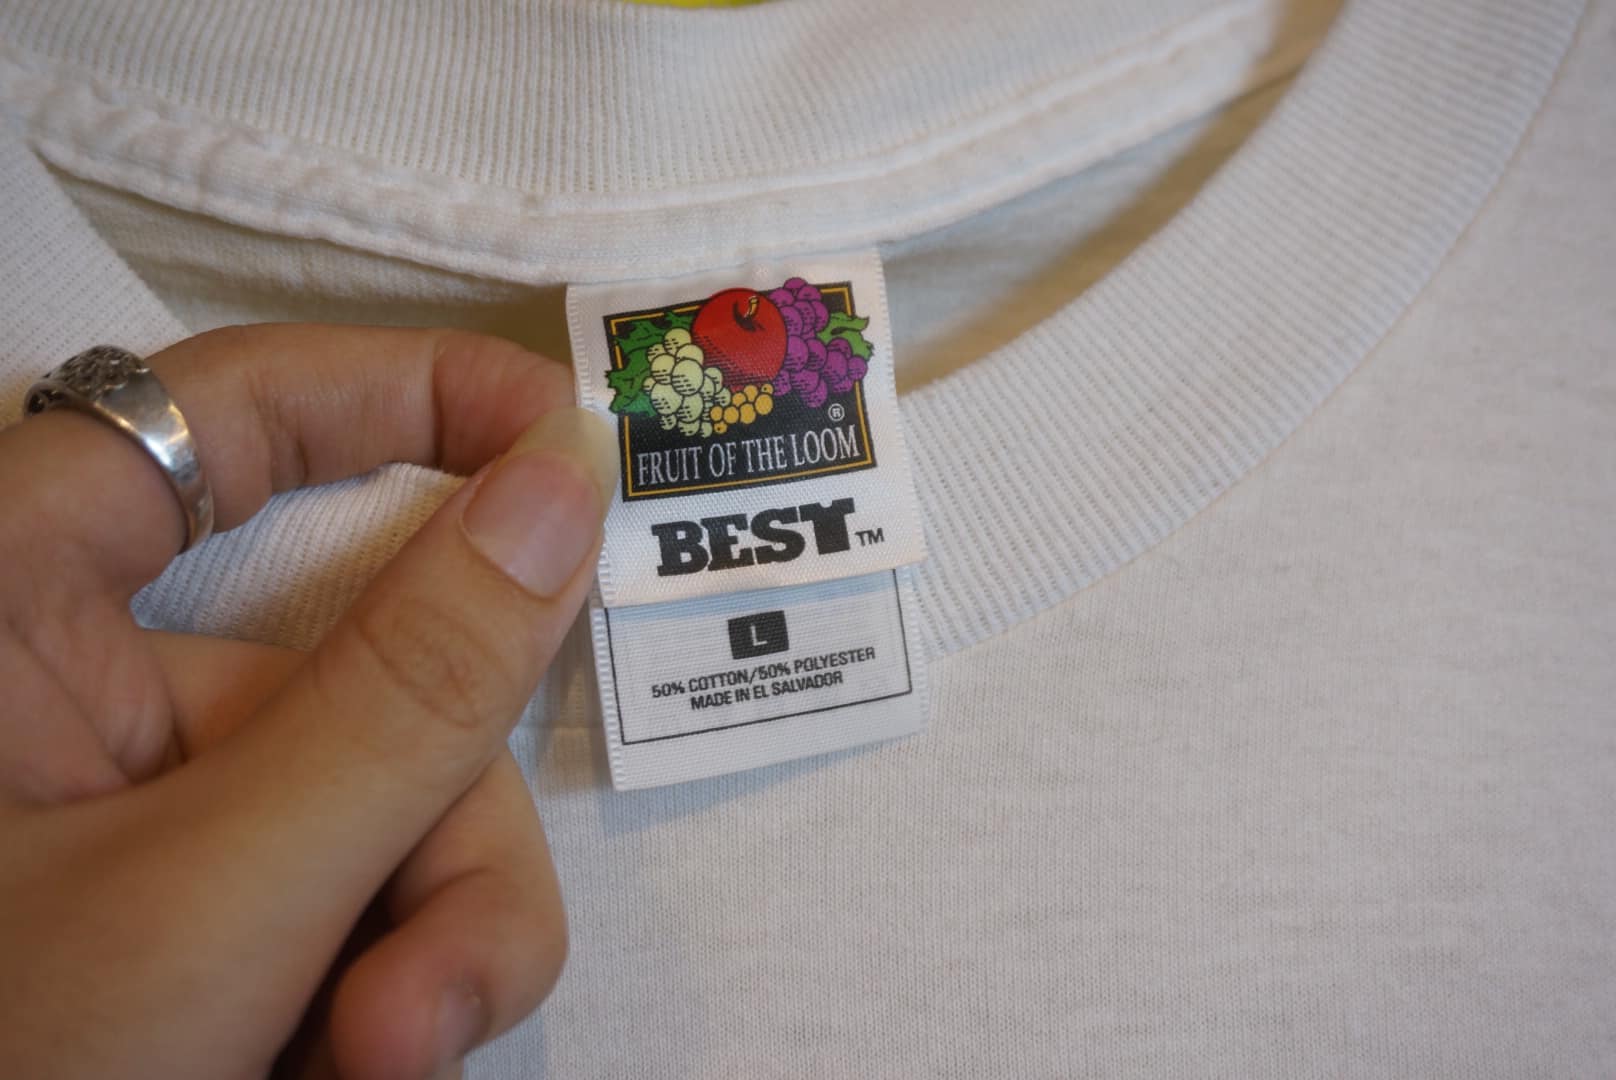 ®
FRUIT OF THE LOOM
BEST™
L
50% COTTON/50% POLYESTER
MADE IN EL SALVADOR